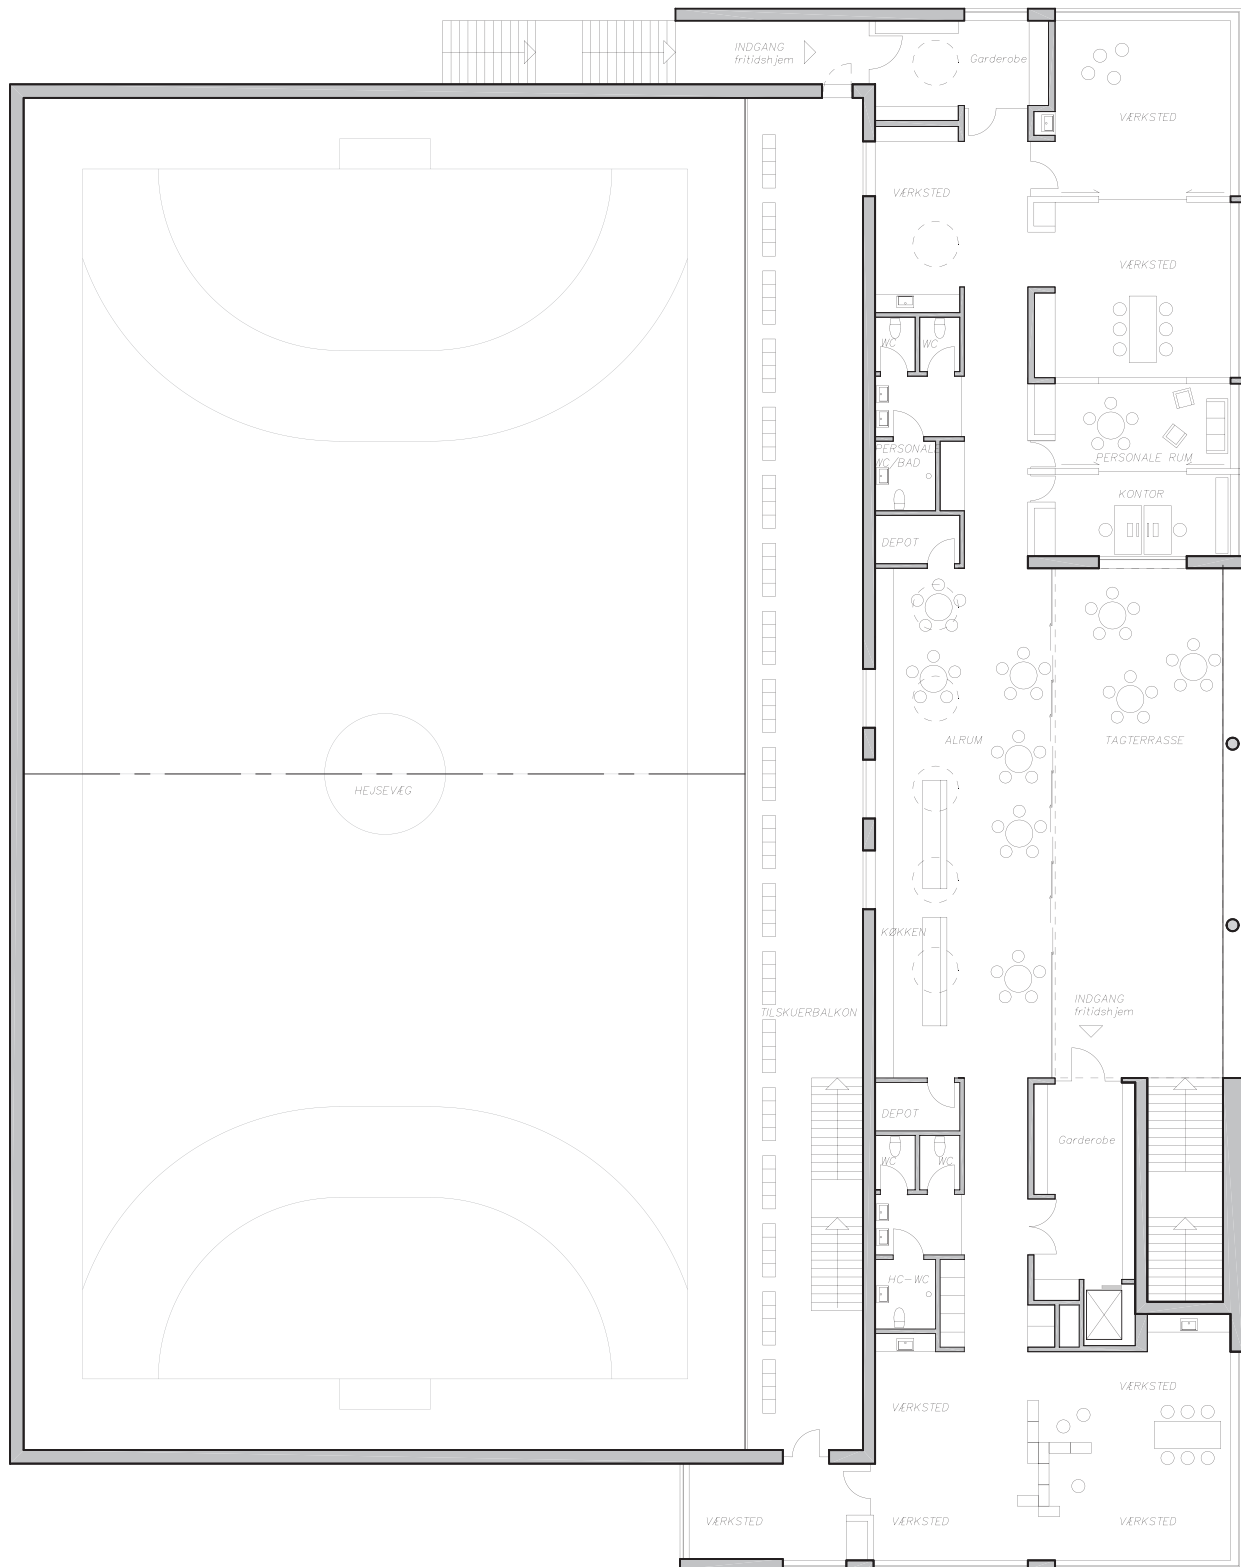 INDGANG
fritidshjem
Garderobe
VÆRKSTED
VÆRKSTED
VÆRKSTED
WC
WC
PERSONALE
WC/BAD
PERSONALE RUM
KONTOR
DEPOT
ALRUM
TAGTERRASSE
HEJSEVÆG
KØKKEN
INDGANG
fritidshjem
TILSKUERBALKON
DEPOT
Garderobe
WC
WC
HC-WC
VÆRKSTED
VÆRKSTED
VÆRKSTED
VÆRKSTED
VÆRKSTED